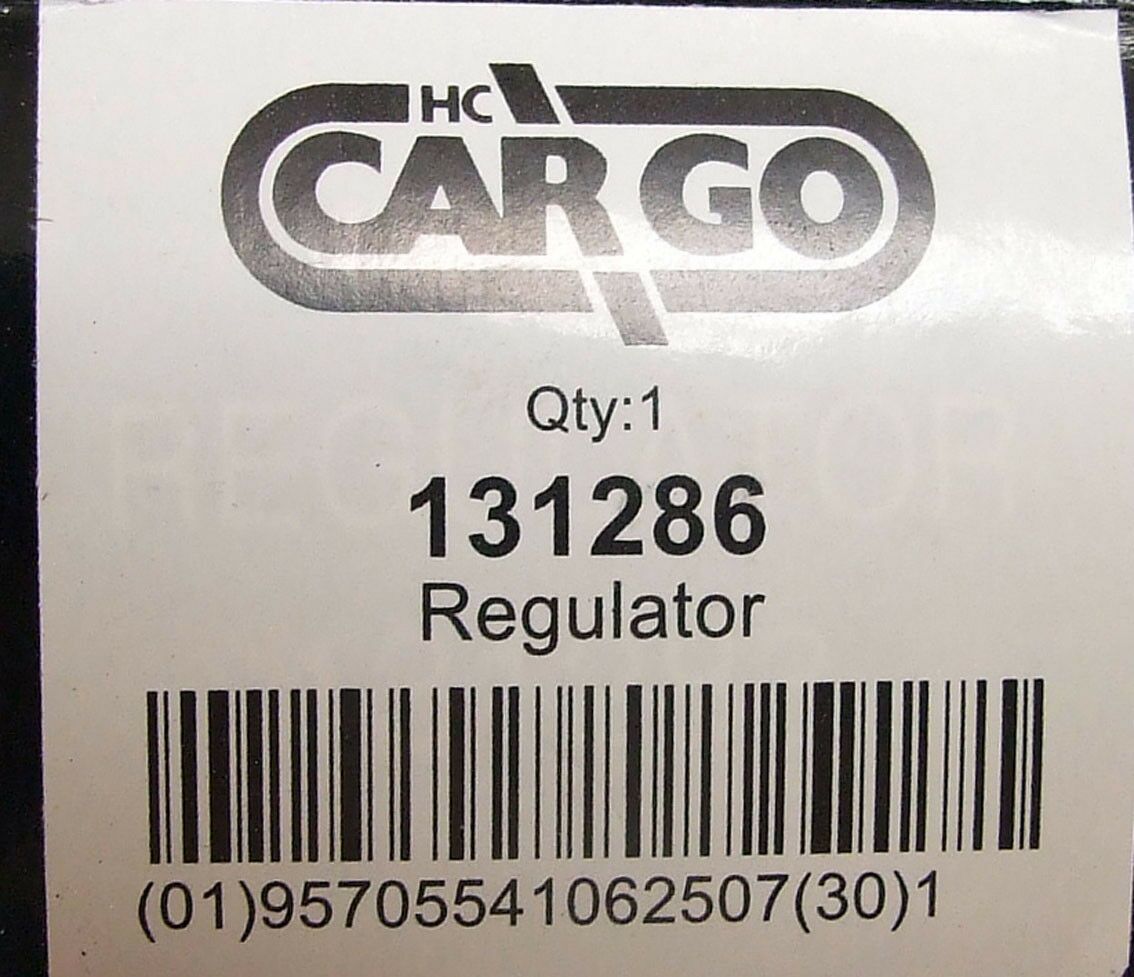 HC
CARGO
Qty:1
131286
Regulator
(01)95705541062507(30)1